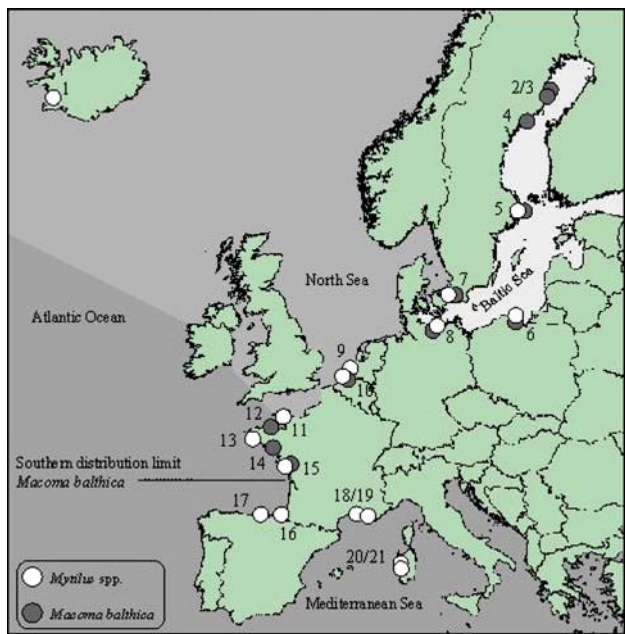 1
2/3
4
5
North Sea
7
Baltic Sea
Atlantic Ocean
8
6
9
10
12
11
13
Southern distribution limit
14
15
Macoma balthica
17
18/19
16
20/21
Mytilus spp.
Macoma balthica
Mediterranean Sea